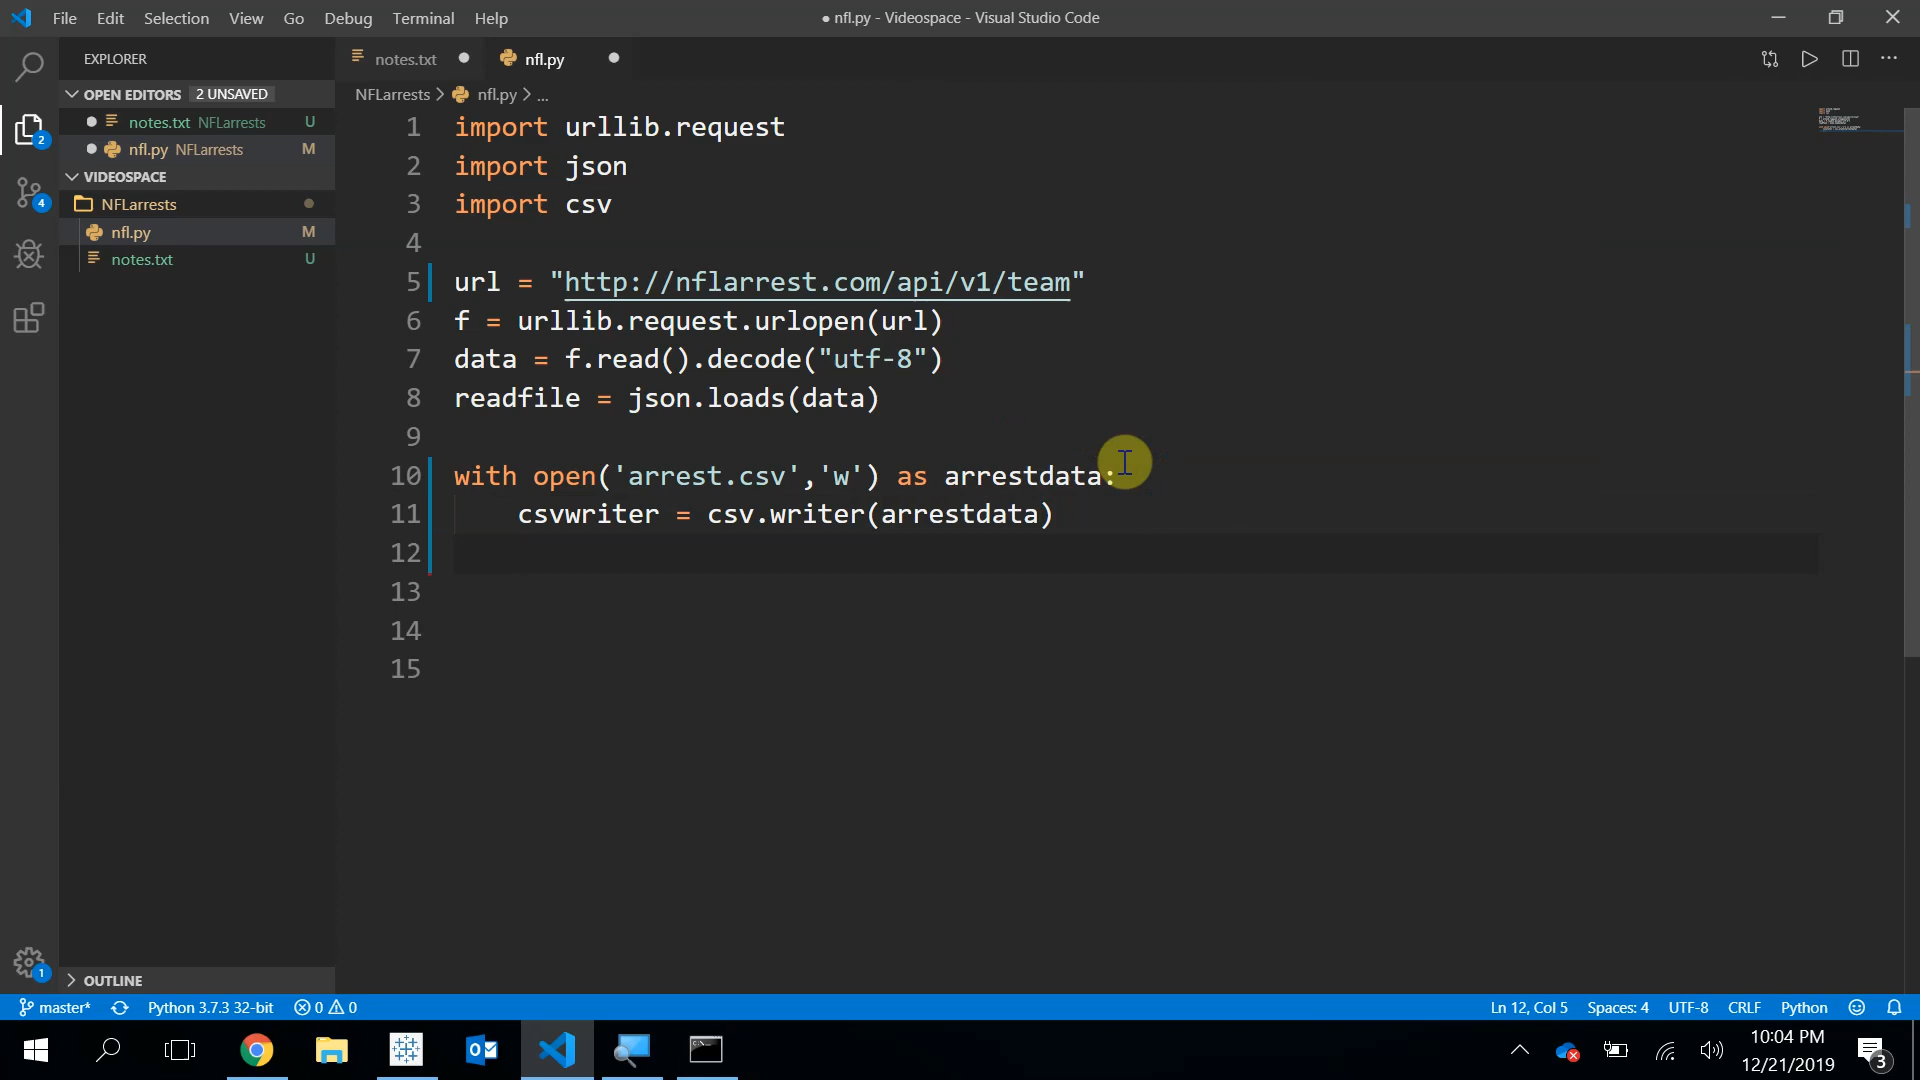 File Edit Selection View Go Debug Terminal Help
● nfl.py - Videospace - Visual Studio Code
EXPLORER
OPEN EDITORS 2 UNSAVED
notes.txt NFLarrests U
nfl.py NFLarrests M
VIDEOSPACE
NFLarrests
nfl.py M
notes.txt U
OUTLINE
2
4
1
notes.txt
nfl.py
NFLarrests > nfl.py > ...
1 import urllib.request
2 import json
3 import csv
4
5 url = "http://nflarrest.com/api/v1/team"
6 f = urllib.request.urlopen(url)
7 data = f.read().decode("utf-8")
8 readfile = json.loads(data)
9
10 with open('arrest.csv','w') as arrestdata:
11 csvwriter = csv.writer(arrestdata)
12
13
14
15
master* Python 3.7.3 32-bit 0 0
Ln 12, Col 5 Spaces: 4 UTF-8 CRLF Python
10:04 PM
12/21/2019
3